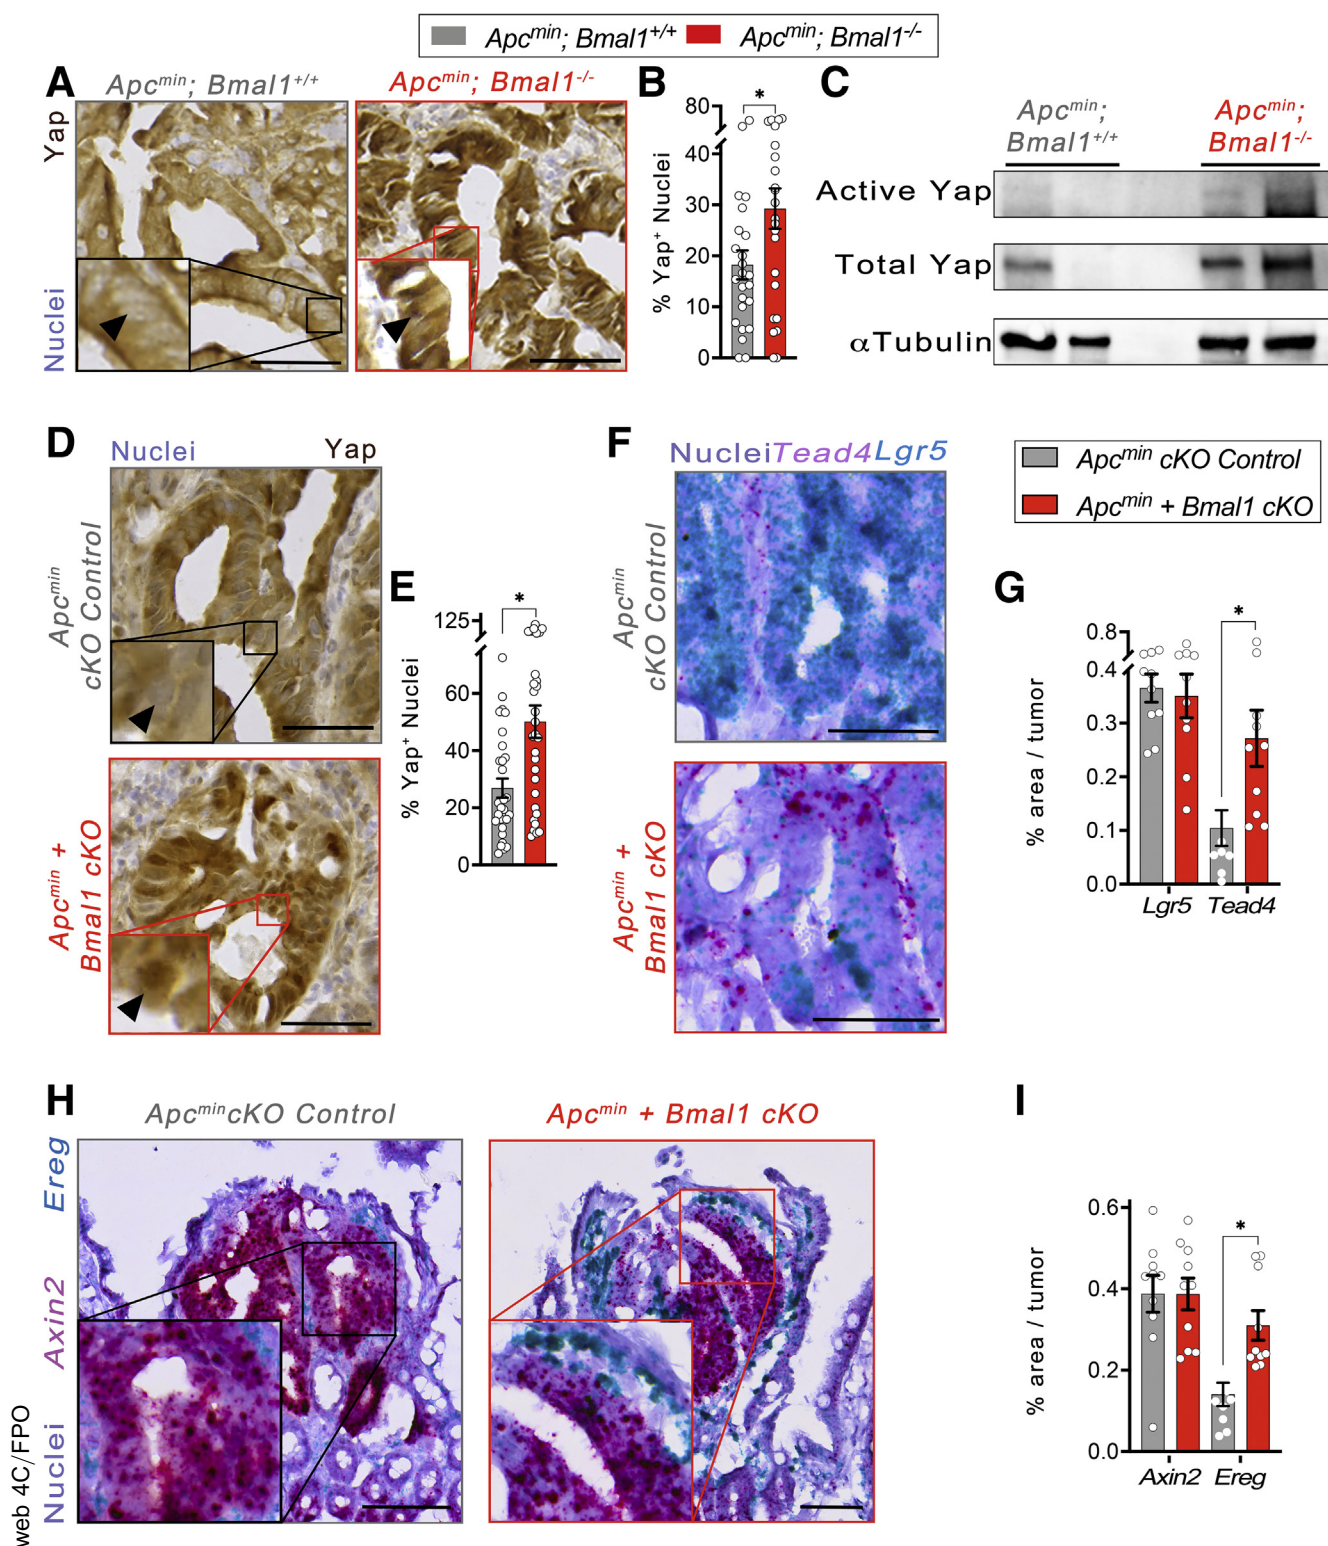 Apcmin; Bmal1+/+ Apcmin; Bmal1-/-
A
Apcmin; Bmal1+/+
Apcmin; Bmal1-/-
Yap
Nuclei
B
*
% Yap+ Nuclei
80
40
30
20
10
0
C
Apcmin;
Bmal1+/+
Apcmin;
Bmal1-/-
Active Yap
Total Yap
αTubulin
D
Nuclei Yap
Apcmin
cKO Control
Apcmin +
Bmal1 cKO
E
*
% Yap+ Nuclei
125
60
40
20
0
F
Nuclei Tead4 Lgr5
Apcmin
cKO Control
Apcmin +
Bmal1 cKO
Apcmin cKO Control
Apcmin + Bmal1 cKO
G
*
% area / tumor
0.8
0.4
0.3
0.2
0.1
0.0
Lgr5 Tead4
H
Apcmin cKO Control
Apcmin + Bmal1 cKO
Nuclei Axin2 Ereg
I
*
% area / tumor
0.6
0.4
0.2
0.0
Axin2 Ereg
web 4C/FPO